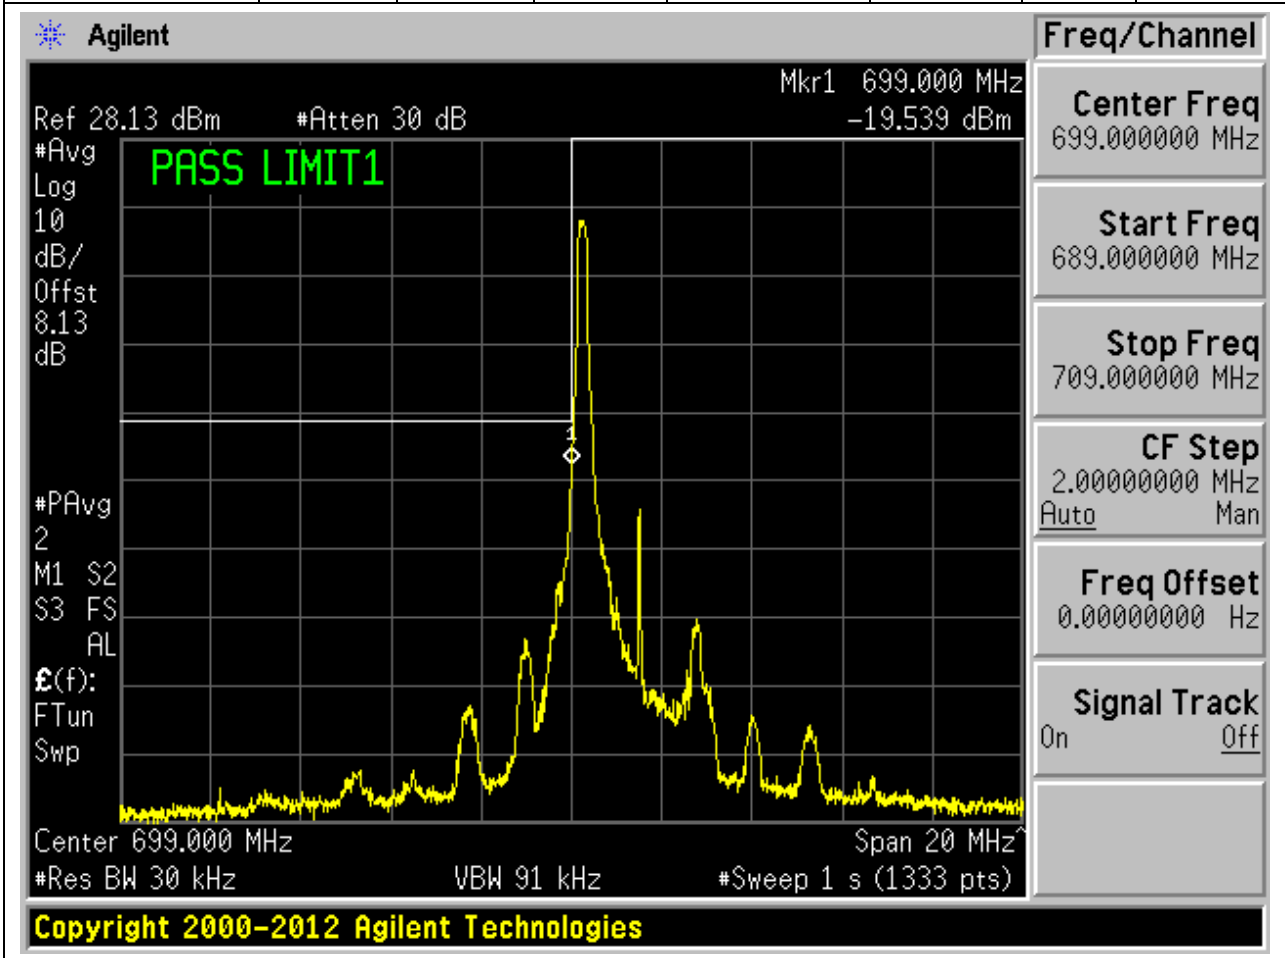 Agilent
Freq/Channel
Mkr1 699.000 MHz
Ref 28.13 dBm #Atten 30 dB -19.539 dBm
#Avg
Log
10
dB/
Offst
8.13
dB
PASS LIMIT1
1
#PAvg
2
M1 S2
S3 FS
AL
£(f):
FTun
Swp
Center 699.000 MHz Span 20 MHz^
#Res BW 30 kHz VBW 91 kHz #Sweep 1 s (1333 pts)
Copyright 2000-2012 Agilent Technologies
Center Freq
699.000000 MHz
Start Freq
689.000000 MHz
Stop Freq
709.000000 MHz
CF Step
2.00000000 MHz
Auto Man
Freq Offset
0.00000000 Hz
Signal Track
On Off